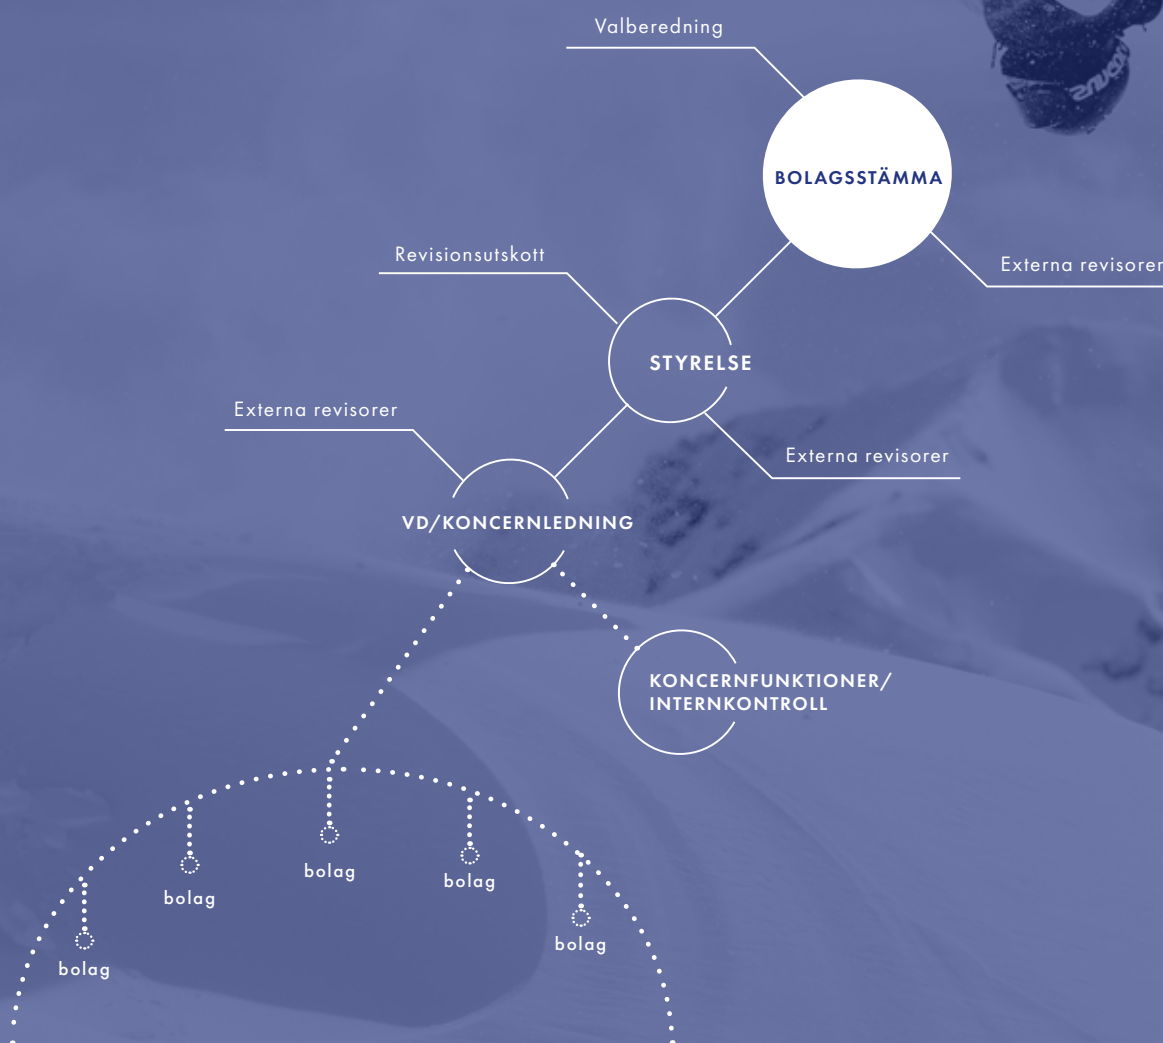 Valberedning
BOLAGSSTÄMMA
Revisionsutskott
Externa revisorer
STYRELSE
Externa revisorer
Externa revisorer
VD/KONCERNLEDNING
KONCERNFUNKTIONER/
INTERNKONTROLL
bolag
bolag
bolag
bolag
bolag